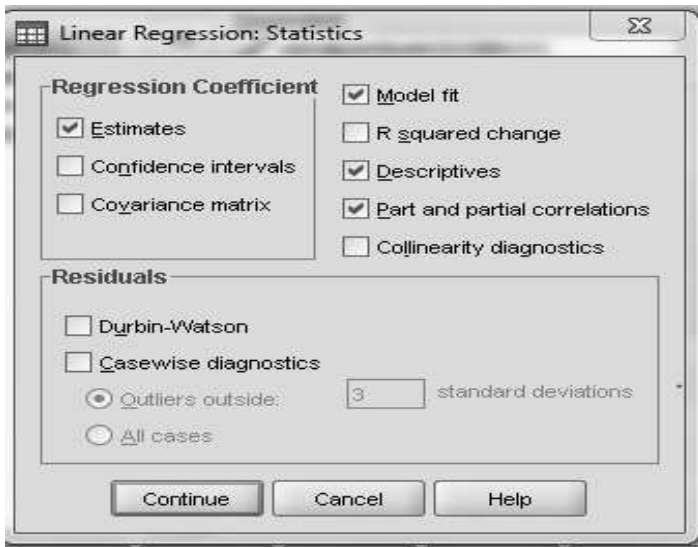 Linear Regression: Statistics
Regression Coefficient
Estimates
Confidence intervals
Covariance matrix
Model fit
R squared change
Descriptives
Part and partial correlations
Collinearity diagnostics
Residuals
Durbin-Watson
Casewise diagnostics
Outliers outside: 3 standard deviations
All cases
Continue Cancel Help